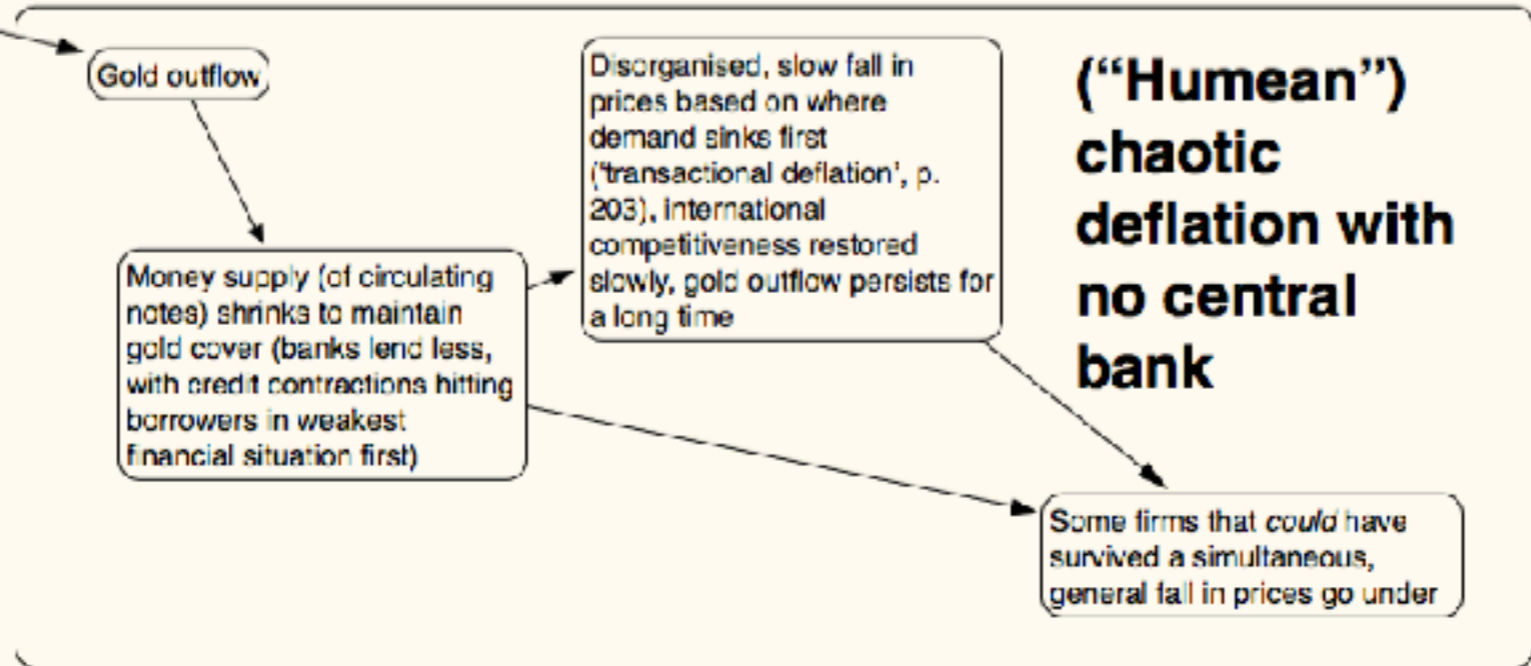 Gold outflow
Disorganised, slow fall in
prices based on where
demand sinks first
('transactional deflation', p.
203), international
competitiveness restored
slowly, gold outflow persists for
a long time
(“Humean”)
chaotic
deflation with
no central
bank
Money supply (of circulating
notes) shrinks to maintain
gold cover (banks lend less,
with credit contractions hitting
borrowers in weakest
financial situation first)
Some firms that could have
survived a simultaneous,
general fall in prices go under